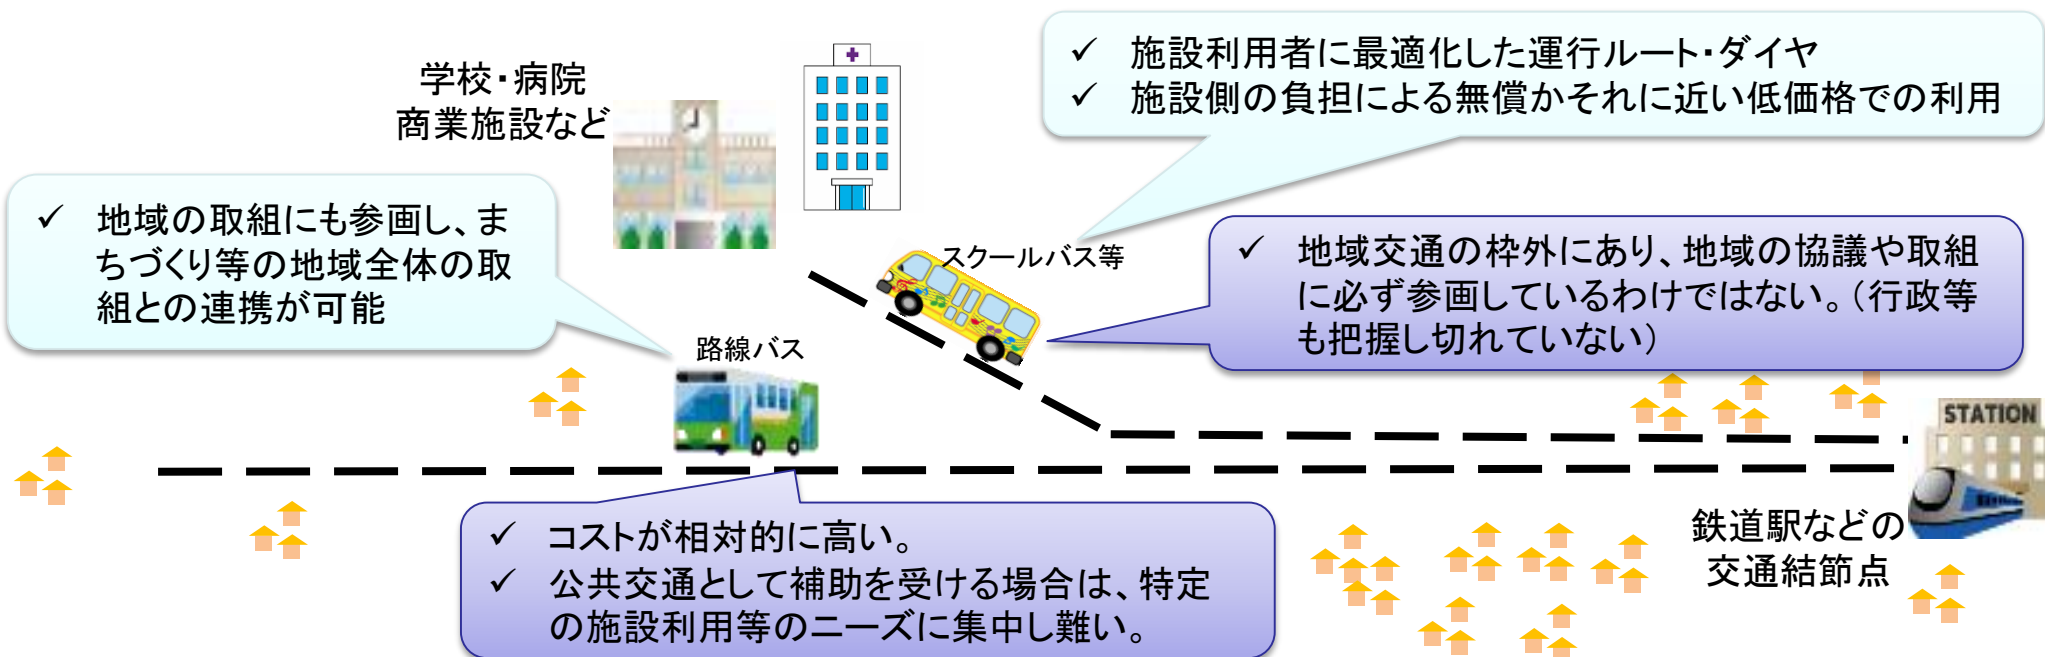 学校・病院
商業施設など
✓ 施設利用者に最適化した運行ルート・ダイヤ
✓ 施設側の負担による無償かそれに近い低価格での利用
✓ 地域の取組にも参画し、ま
ちづくり等の地域全体の取
組との連携が可能
スクールバス等
✓ 地域交通の枠外にあり、地域の協議や取組
に必ず参画しているわけではない。（行政等
も把握し切れていない）
路線バス
STATION
✓ コストが相対的に高い。
✓ 公共交通として補助を受ける場合は、特定
の施設利用等のニーズに集中し難い。
鉄道駅などの
交通結節点